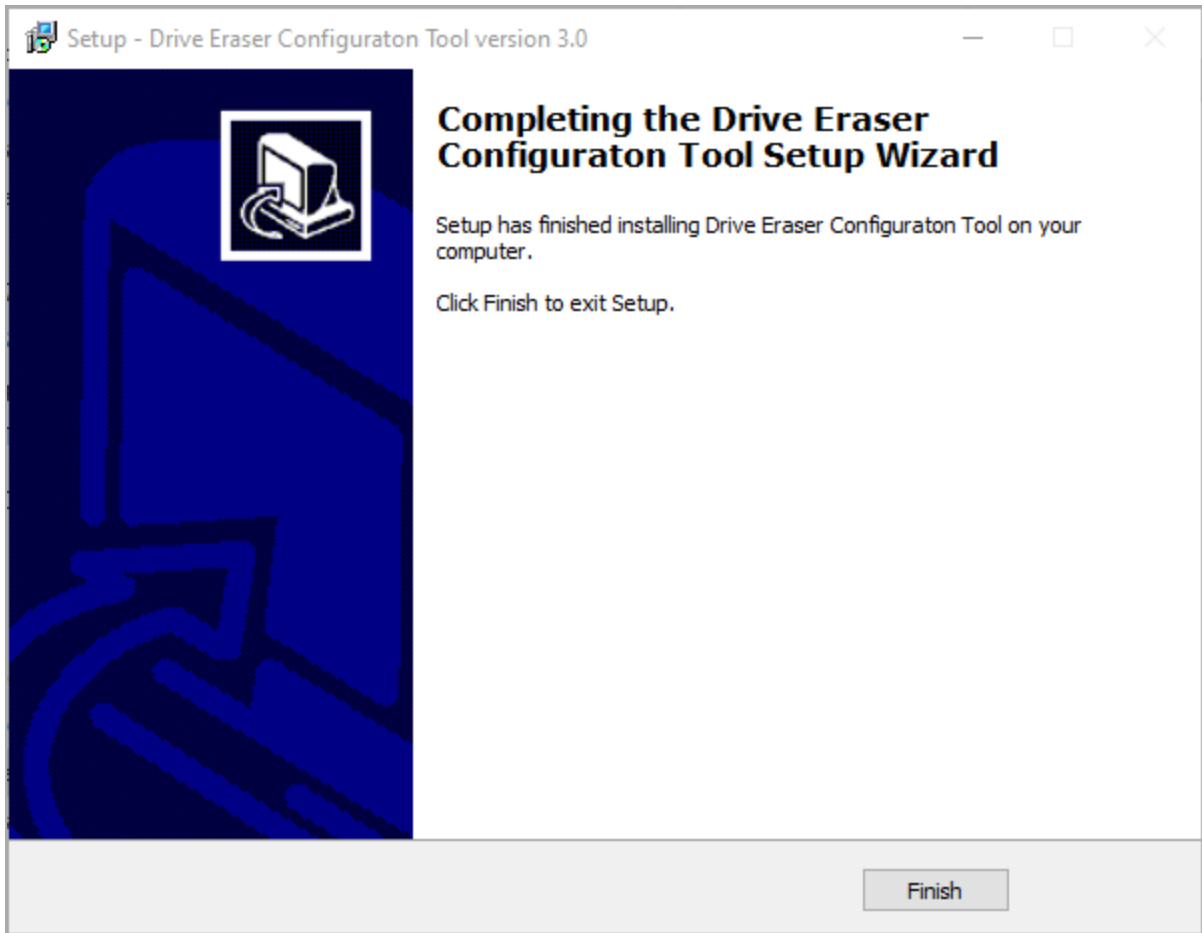 Setup - Drive Eraser Configuraton Tool version 3.0
Completing the Drive Eraser
Configuraton Tool Setup Wizard
Setup has finished installing Drive Eraser Configuraton Tool on your
computer.
Click Finish to exit Setup.
Finish